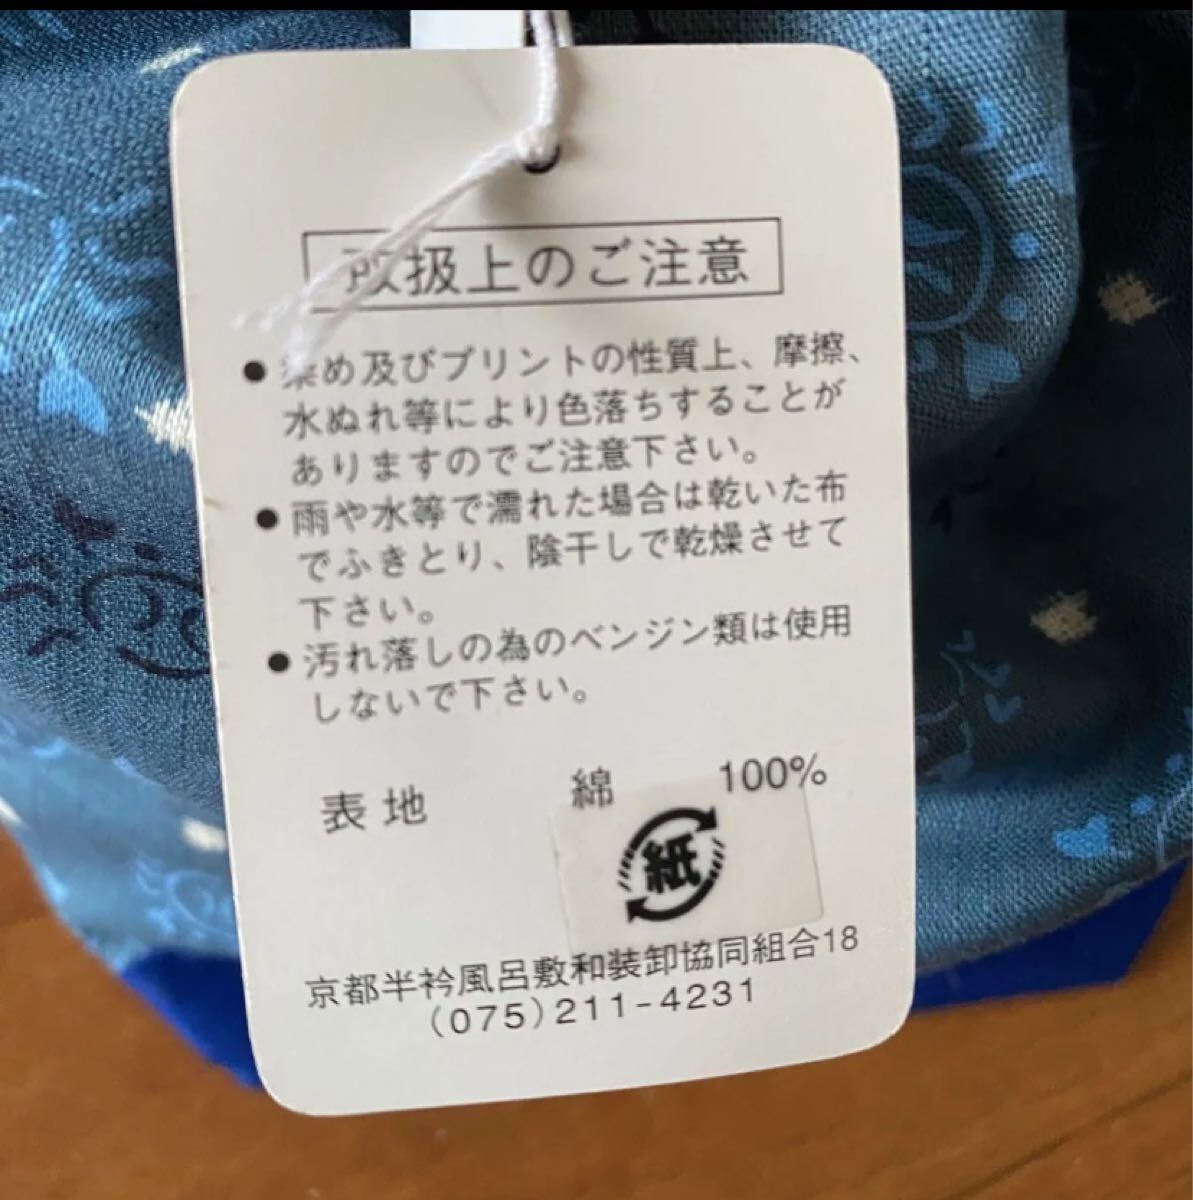 取扱上のご注意
●染め及びプリントの性質上、摩擦、
水ぬれ等により色落ちすることが
ありますのでご注意下さい。
●雨や水等で濡れた場合は乾いた布
でふきとり、陰干しで乾燥させて
下さい。
●汚れ落しの為のベンジン類は使用
しないで下さい。
表地 綿 100%
紙
京都半衿風呂敷和装卸協同組合18
(075)211-4231